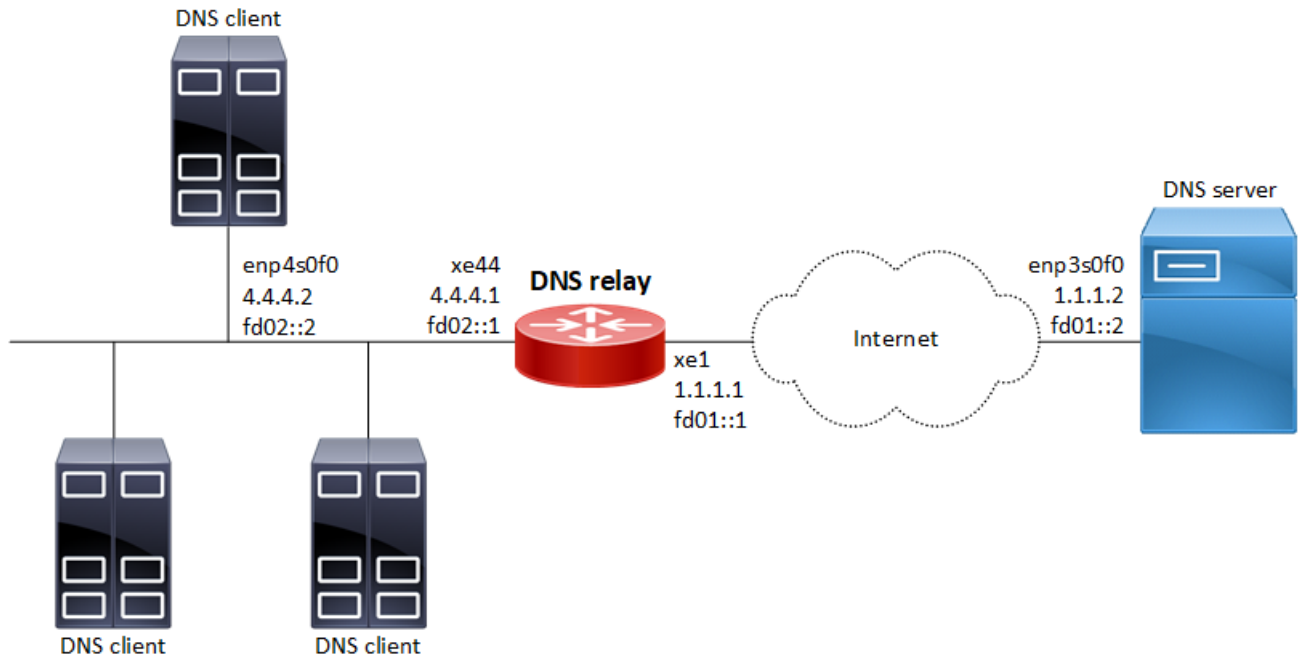 DNS client
DNS server
enp4s0f0
4.4.4.2
fd02::2
xe44
4.4.4.1
fd02::1
DNS relay
xe1
1.1.1.1
fd01::1
Internet
enp3s0f0
1.1.1.2
fd01::2
DNS client
DNS client